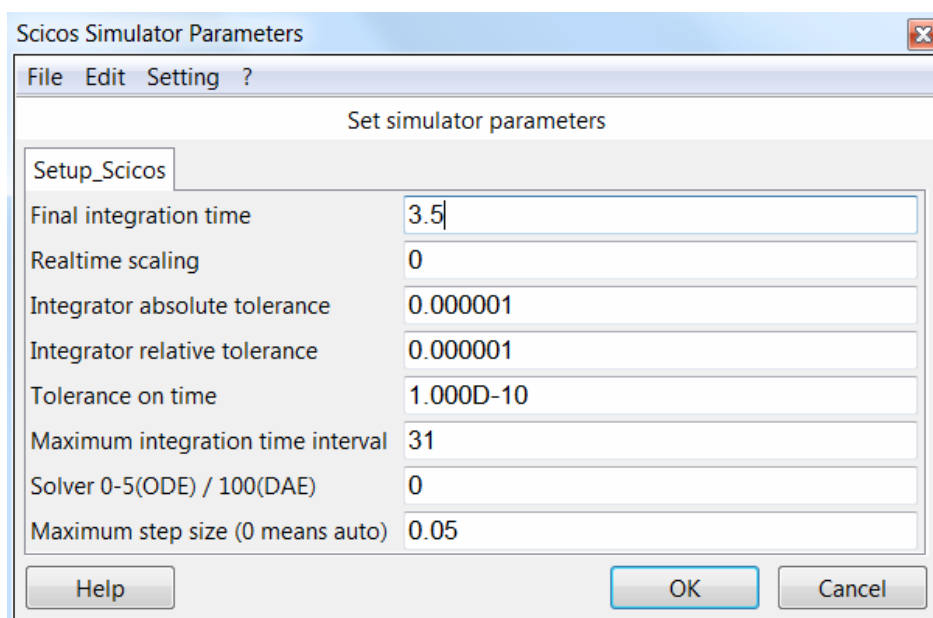 Scicos Simulator Parameters
File Edit Setting ?
Set simulator parameters
Setup_Scicos
Final integration time 3.5
Realtime scaling 0
Integrator absolute tolerance 0.000001
Integrator relative tolerance 0.000001
Tolerance on time 1.000D-10
Maximum integration time interval 31
Solver 0-5(ODE) / 100(DAE) 0
Maximum step size (0 means auto) 0.05
Help OK Cancel